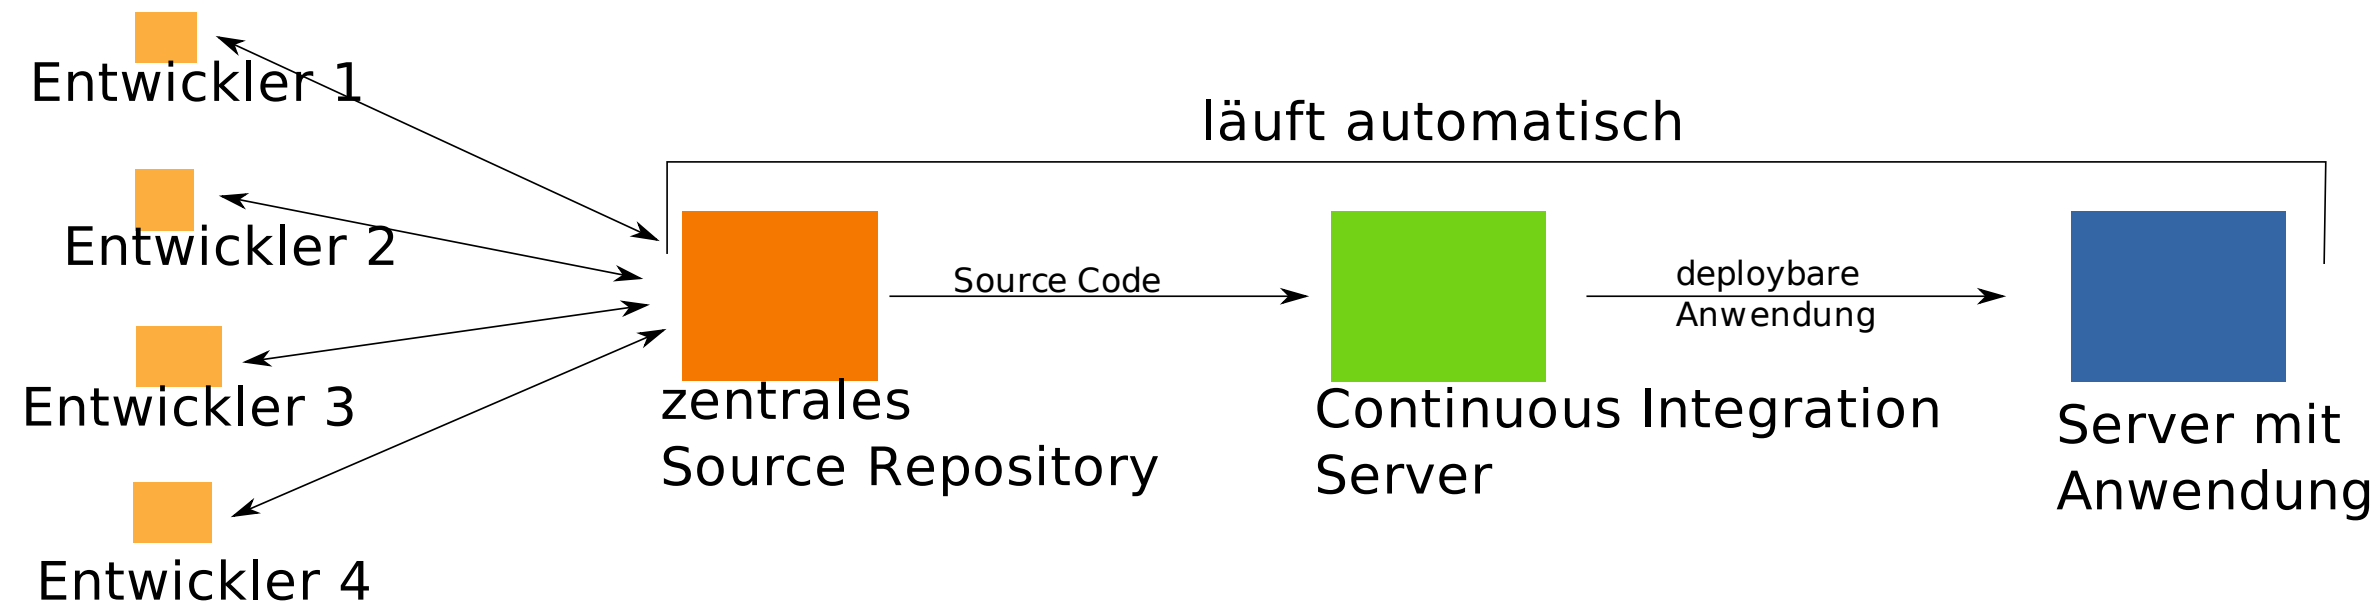 Entwickler 1
Entwickler 2
Entwickler 3
Entwickler 4
läuft automatisch
zentrales
Source Repository
Source Code
Continuous Integration
Server
deploybare
Anwendung
Server mit
Anwendung